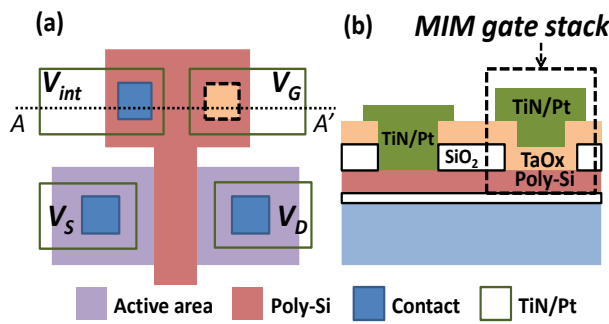 (a)
V_int
V_G
A
A'
V_S
V_D
(b)
MIM gate stack
TiN/Pt
TiN/Pt
SiO₂
TaOx
Poly-Si
Active area
Poly-Si
Contact
TiN/Pt